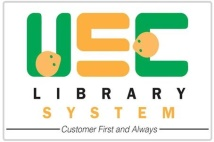 USC
LIBRARY
SYSTEM
Customer First and Always